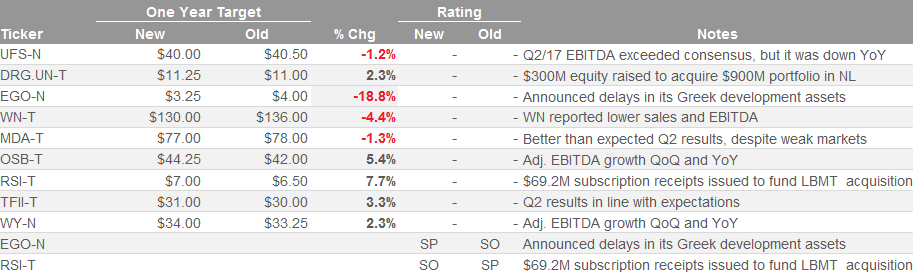 One Year Target Rating
Ticker New Old % Chg New Old Notes
UFS-N $40.00 $40.50 -1.2% - - Q2/17 EBITDA exceeded consensus, but it was down YoY
DRG.UN-T $11.25 $11.00 2.3% - - $300M equity raised to acquire $900M portfolio in NL
EGO-N $3.25 $4.00 -18.8% - - Announced delays in its Greek development assets
WN-T $130.00 $136.00 -4.4% - - WN reported lower sales and EBITDA
MDA-T $77.00 $78.00 -1.3% - - Better than expected Q2 results, despite weak markets
OSB-T $44.25 $42.00 5.4% - - Adj. EBITDA growth QoQ and YoY
RSI-T $7.00 $6.50 7.7% - - $69.2M subscription receipts issued to fund LBMT acquisition
TFII-T $31.00 $30.00 3.3% - - Q2 results in line with expectations
WY-N $34.00 $33.25 2.3% - - Adj. EBITDA growth QoQ and YoY
EGO-N SP SO Announced delays in its Greek development assets
RSI-T SO SP $69.2M subscription receipts issued to fund LBMT acquisition